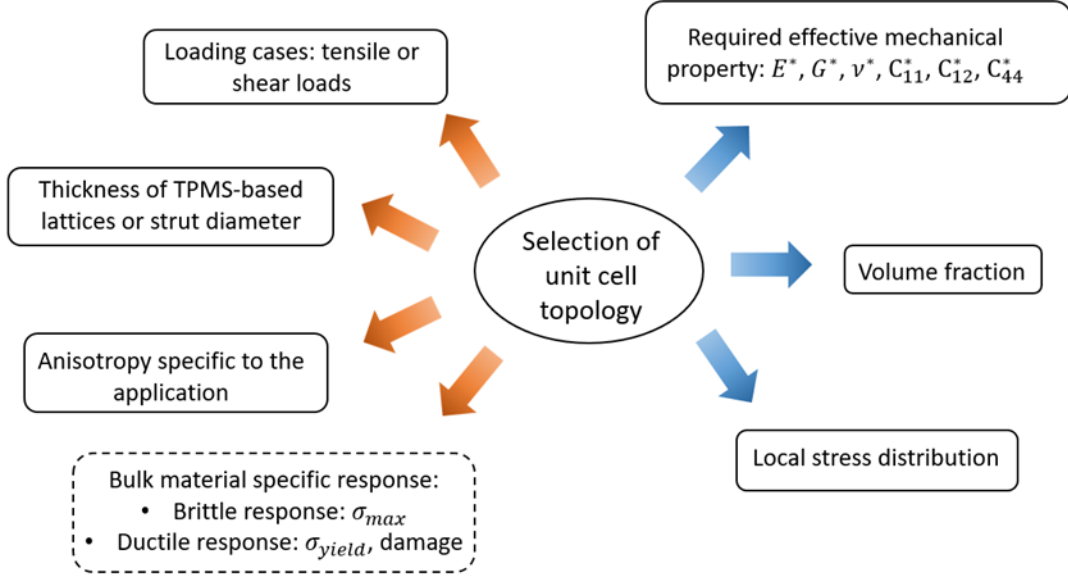 Loading cases: tensile or
shear loads
Required effective mechanical
property: E*, G*, ν*, C*₁₁, C*₁₂, C*₄₄
Thickness of TPMS-based
lattices or strut diameter
Selection of
unit cell
topology
Volume fraction
Anisotropy specific to the
application
Local stress distribution
Bulk material specific response:
• Brittle response: σ_max
• Ductile response: σ_yield, damage